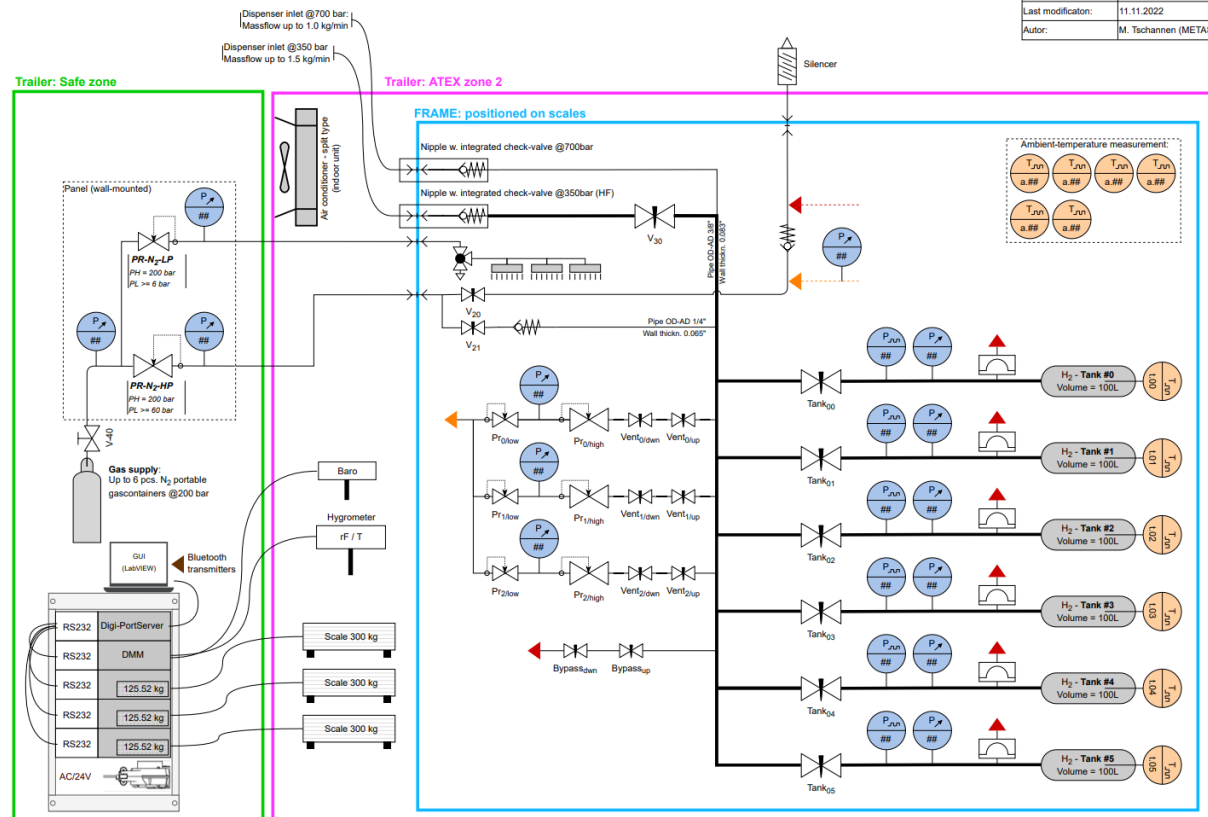 Last modificaton: 11.11.2022
Autor: M. Tschannen (META
Dispenser inlet @700 bar:
Massflow up to 1.0 kg/min
Dispenser inlet @350 bar
Massflow up to 1.5 kg/min
Silencer
Trailer: Safe zone
Trailer: ATEX zone 2
FRAME: positioned on scales
Air conditioner - split type
(indoor unit)
Nipple w. integrated check-valve @700bar
Nipple w. integrated check-valve @350bar (HF)
Ambient-temperature measurement:
T
a.##
T
a.##
T
a.##
T
a.##
T
a.##
T
a.##
Panel (wall-mounted)
P
##
PR-N2-LP
PH = 200 bar
PL >= 6 bar
P
##
P
##
PR-N2-HP
PH = 200 bar
PL >= 60 bar
V-40
Gas supply:
Up to 6 pcs. N2 portable
gascontainers @200 bar
V30
Pipe OD-AD 3/8"
Wall thickn. 0.083"
P
##
V20
V21
Pipe OD-AD 1/4"
Wall thickn. 0.065"
P
##
Pr0/low
Pr0/high
Vent0/dwn
Vent0/up
P
##
Pr1/low
Pr1/high
Vent1/dwn
Vent1/up
P
##
Pr2/low
Pr2/high
Vent2/dwn
Vent2/up
Bypassdwn
Bypassup
P
##
P
##
Tank00
H2 - Tank #0
Volume = 100L
T
t.00
P
##
P
##
Tank01
H2 - Tank #1
Volume = 100L
T
t.01
P
##
P
##
Tank02
H2 - Tank #2
Volume = 100L
T
t.02
P
##
P
##
Tank03
H2 - Tank #3
Volume = 100L
T
t.03
P
##
P
##
Tank04
H2 - Tank #4
Volume = 100L
T
t.04
P
##
P
##
Tank05
H2 - Tank #5
Volume = 100L
T
t.05
Baro
Hygrometer
rF / T
GUI
(LabVIEW)
Bluetooth
transmitters
RS232 Digi-PortServer
RS232 DMM
RS232 125.52 kg
RS232 125.52 kg
RS232 125.52 kg
AC/24V
Scale 300 kg
Scale 300 kg
Scale 300 kg